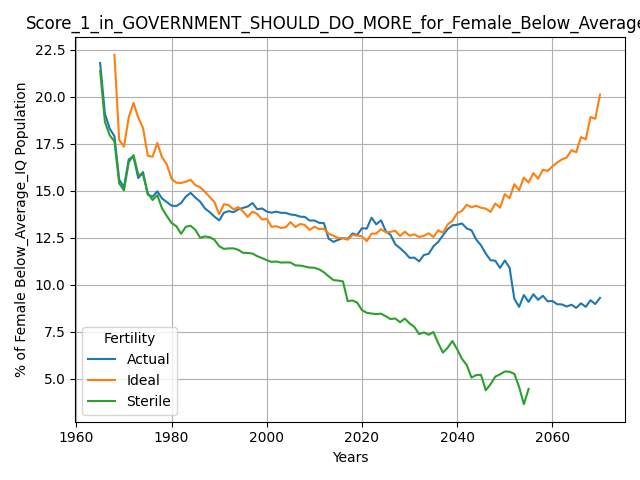 Score_1_in_GOVERNMENT_SHOULD_DO_MORE_for_Female_Below_Average
22.5
20.0
17.5
15.0
12.5
10.0
7.5
5.0
% of Female Below_Average_IQ Population
Fertility
Actual
Ideal
Sterile
1960
1980
2000
2020
2040
2060
Years